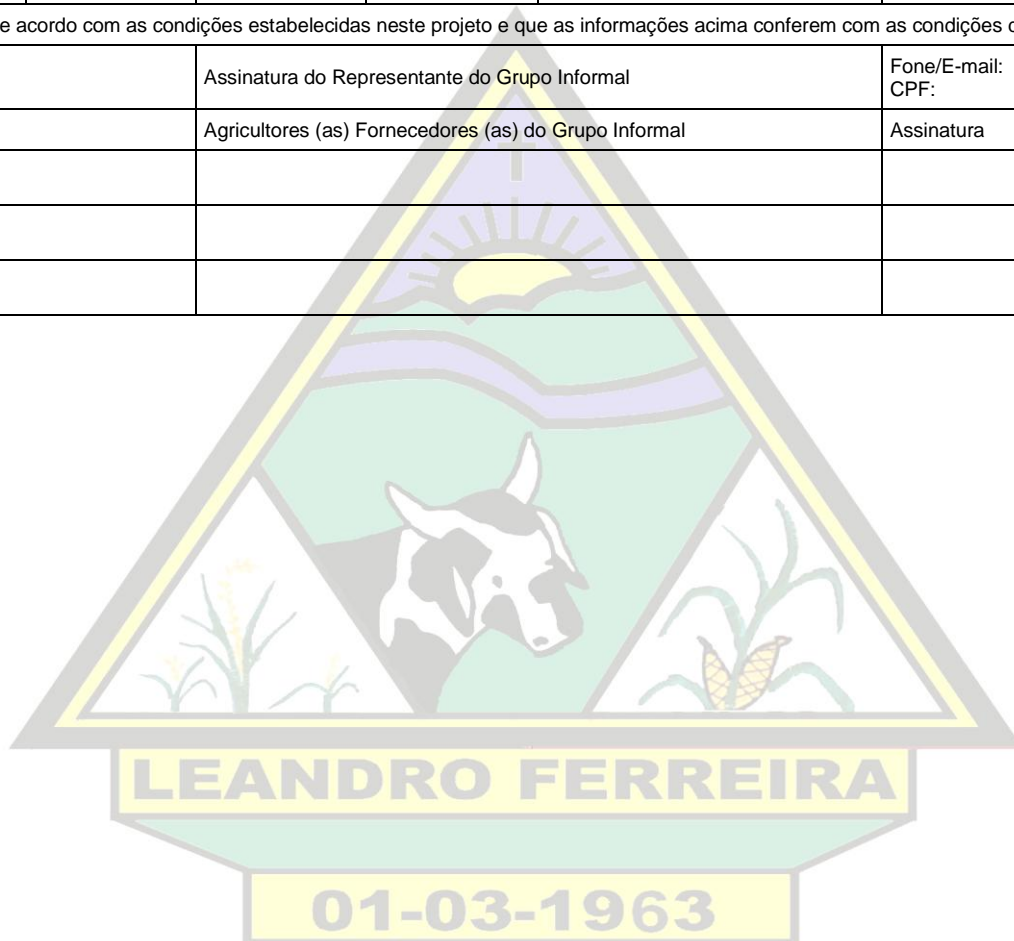 e acordo com as condições estabelecidas neste projeto e que as informações acima conferem com as condições
Assinatura do Representante do Grupo Informal
Fone/E-mail:
CPF:
Agricultores (as) Fornecedores (as) do Grupo Informal
Assinatura
LEANDRO FERREIRA
01-03-1963